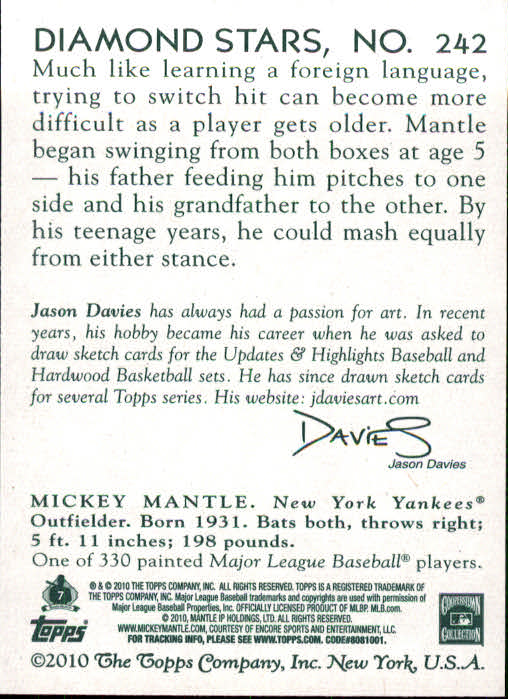 DIAMOND STARS, NO. 242
Much like learning a foreign language,
trying to switch hit can become more
difficult as a player gets older. Mantle
began swinging from both boxes at age 5
— his father feeding him pitches to one
side and his grandfather to the other. By
his teenage years, he could mash equally
from either stance.
Jason Davies has always had a passion for art. In recent
years, his hobby became his career when he was asked to
draw sketch cards for the Updates & Highlights Baseball and
Hardwood Basketball sets. He has since drawn sketch cards
for several Topps series. His website: jdaviesart.com
DAVIES
Jason Davies
MICKEY MANTLE. New York Yankees®
Outfielder. Born 1931. Bats both, throws right;
5 ft. 11 inches; 198 pounds.
One of 330 painted Major League Baseball® players.
7
Topps
® & © 2010 THE TOPPS COMPANY, INC. ALL RIGHTS RESERVED. TOPPS IS A REGISTERED TRADEMARK OF
THE TOPPS COMPANY, INC. Major League Baseball trademarks and copyrights are used with permission of
Major League Baseball Properties, Inc. OFFICIALLY LICENSED PRODUCT OF MLBP. MLB.com.
© 2010, MANTLE IP HOLDINGS, LTD. ALL RIGHTS RESERVED.
WWW.MICKEYMANTLE.COM, COURTESY OF ENCORE SPORTS AND ENTERTAINMENT, LLC.
FOR TRACKING INFO, PLEASE SEE WWW.TOPPS.COM. CODE#8081001.
COOPERSTOWN
COLLECTION
©2010 The Topps Company, Inc. New York, U.S.A.